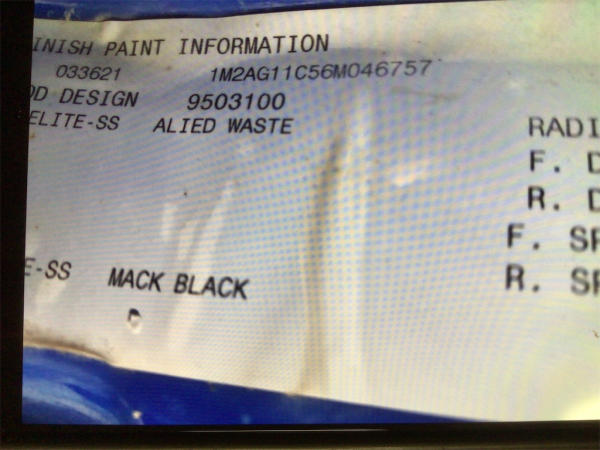 INISH PAINT INFORMATION
033621 1M2AG11C56M046757
OD DESIGN 9503100
ELITE-SS ALIED WASTE
RADI
F. D
R. D
F. SP
R. SP
E-SS MACK BLACK